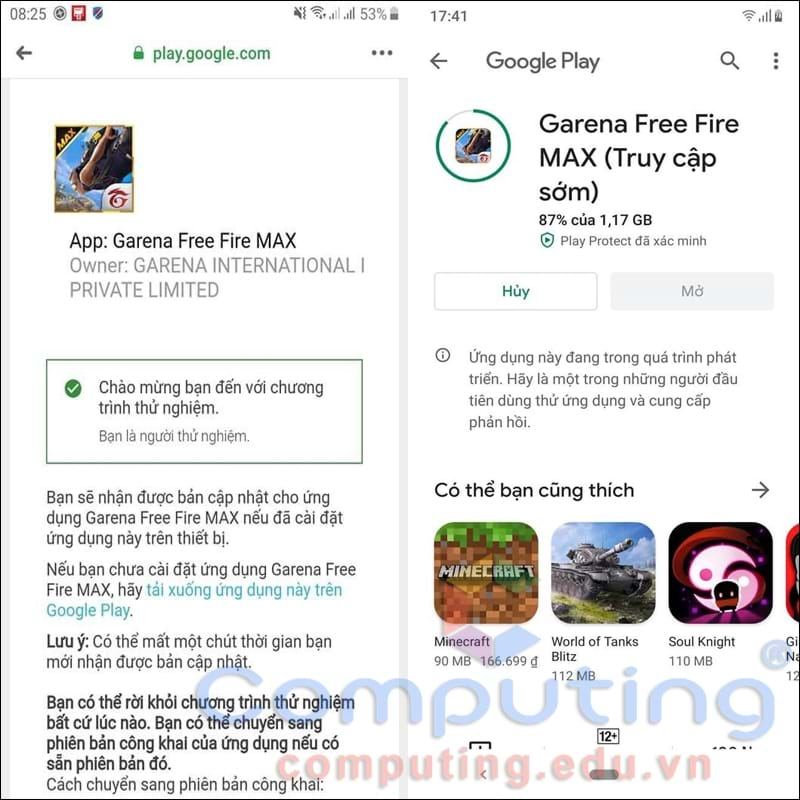 08:25
53%
play.google.com
MAX
App: Garena Free Fire MAX
Owner: GARENA INTERNATIONAL I
PRIVATE LIMITED
Chào mừng bạn đến với chương
trình thử nghiệm.
Bạn là người thử nghiệm.
Bạn sẽ nhận được bản cập nhật cho ứng
dụng Garena Free Fire MAX nếu đã cài đặt
ứng dụng này trên thiết bị.
Nếu bạn chưa cài đặt ứng dụng Garena Free
Fire MAX, hãy tải xuống ứng dụng này trên
Google Play.
Lưu ý: Có thể mất một chút thời gian bạn
mới nhận được bản cập nhật.
Bạn có thể rời khỏi chương trình thử nghiệm
bất cứ lúc nào. Bạn có thể chuyển sang
phiên bản công khai của ứng dụng nếu có
sẵn phiên bản đó.
Cách chuyển sang phiên bản công khai:
17:41
Google Play
Garena Free Fire
MAX (Truy cập
sớm)
87% của 1,17 GB
Play Protect đã xác minh
Hủy
Mở
Ứng dụng này đang trong quá trình phát
triển. Hãy là một trong những người đầu
tiên dùng thử ứng dụng và cung cấp
phản hồi.
Có thể bạn cũng thích
MINECRAFT
Minecraft
90 MB 166.699 ₫
World of Tanks
Blitz
112 MB
Soul Knight
110 MB
12+
Computing®
computing.edu.vn